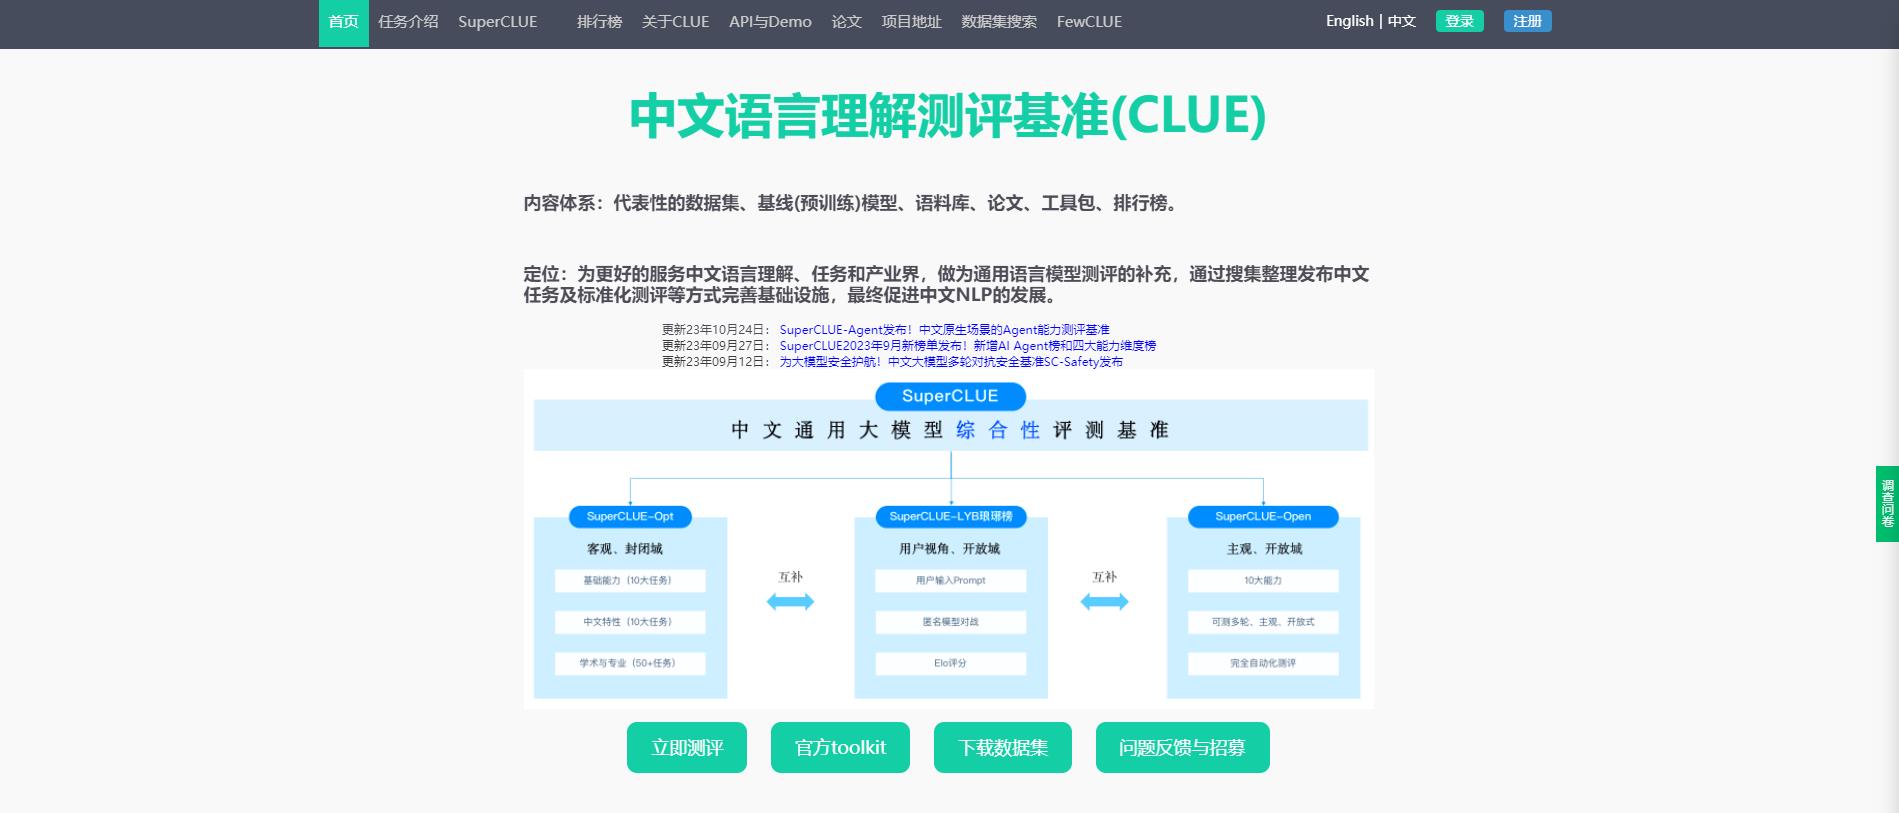 首页 任务介绍 SuperCLUE 排行榜 关于CLUE API与Demo 论文 项目地址 数据集搜索 FewCLUE English | 中文 登录 注册
中文语言理解测评基准(CLUE)
内容体系：代表性的数据集、基线(预训练)模型、语料库、论文、工具包、排行榜。
定位：为更好的服务中文语言理解、任务和产业界，做为通用语言模型测评的补充，通过搜集整理发布中文
任务及标准化测评等方式完善基础设施，最终促进中文NLP的发展。
更新23年10月24日： SuperCLUE-Agent发布！中文原生场景的Agent能力测评基准
更新23年09月27日： SuperCLUE2023年9月新榜单发布！新增AI Agent榜和四大能力维度榜
更新23年09月12日： 为大模型安全护航！中文大模型多轮对抗安全基准SC-Safety发布
SuperCLUE
中文通用大模型综合性评测基准
SuperCLUE-Opt
客观、封闭域
基础能力（10大任务）
中文特性（10大任务）
学术与专业（50+任务）
互补
SuperCLUE-LYB琅琊榜
用户视角、开放域
用户输入Prompt
匿名模型对战
Elo评分
互补
SuperCLUE-Open
主观、开放域
10大能力
可测多轮、主观、开放式
完全自动化测评
调查问卷
立即测评 官方toolkit 下载数据集 问题反馈与招募